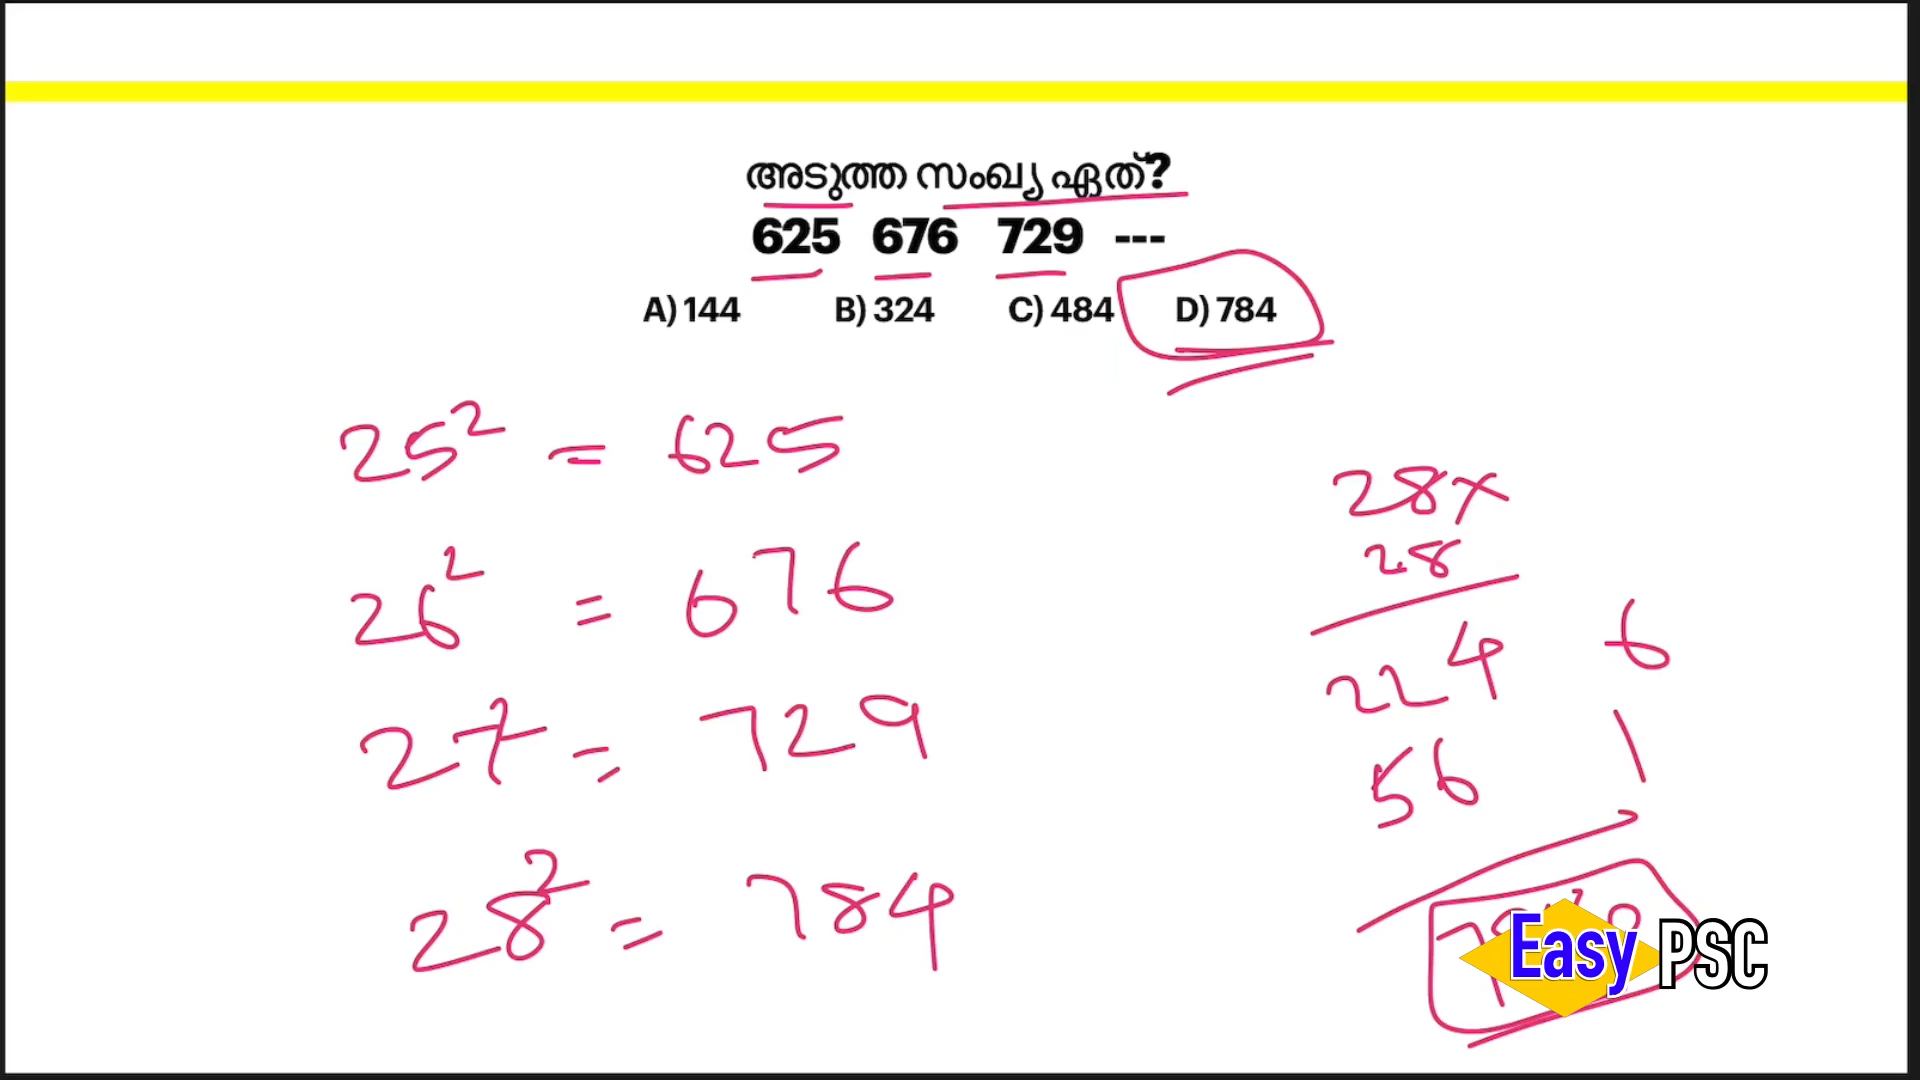 അടുത്ത സംഖ്യ ഏത്?
625 676 729 ---
A) 144 B) 324 C) 484 D) 784
25² = 625
26² = 676
27² = 729
28² = 784
28×
28
224 6
56 1
Easy PSC